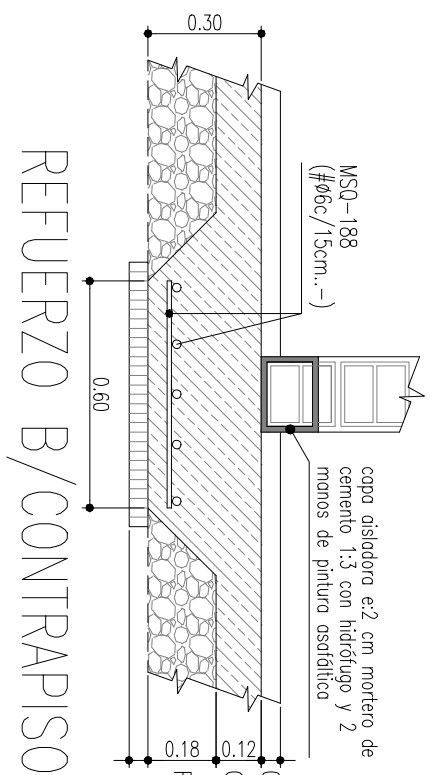 0.30
MSQ-188
(#ø6c/15cm..-)
capa aisladora e:2 cm mortero de
cemento 1:3 con hidrófugo y 2
manos de pintura asafáltica
0.60
0.18
0.12
REFUERZO B/CONTRAPISO